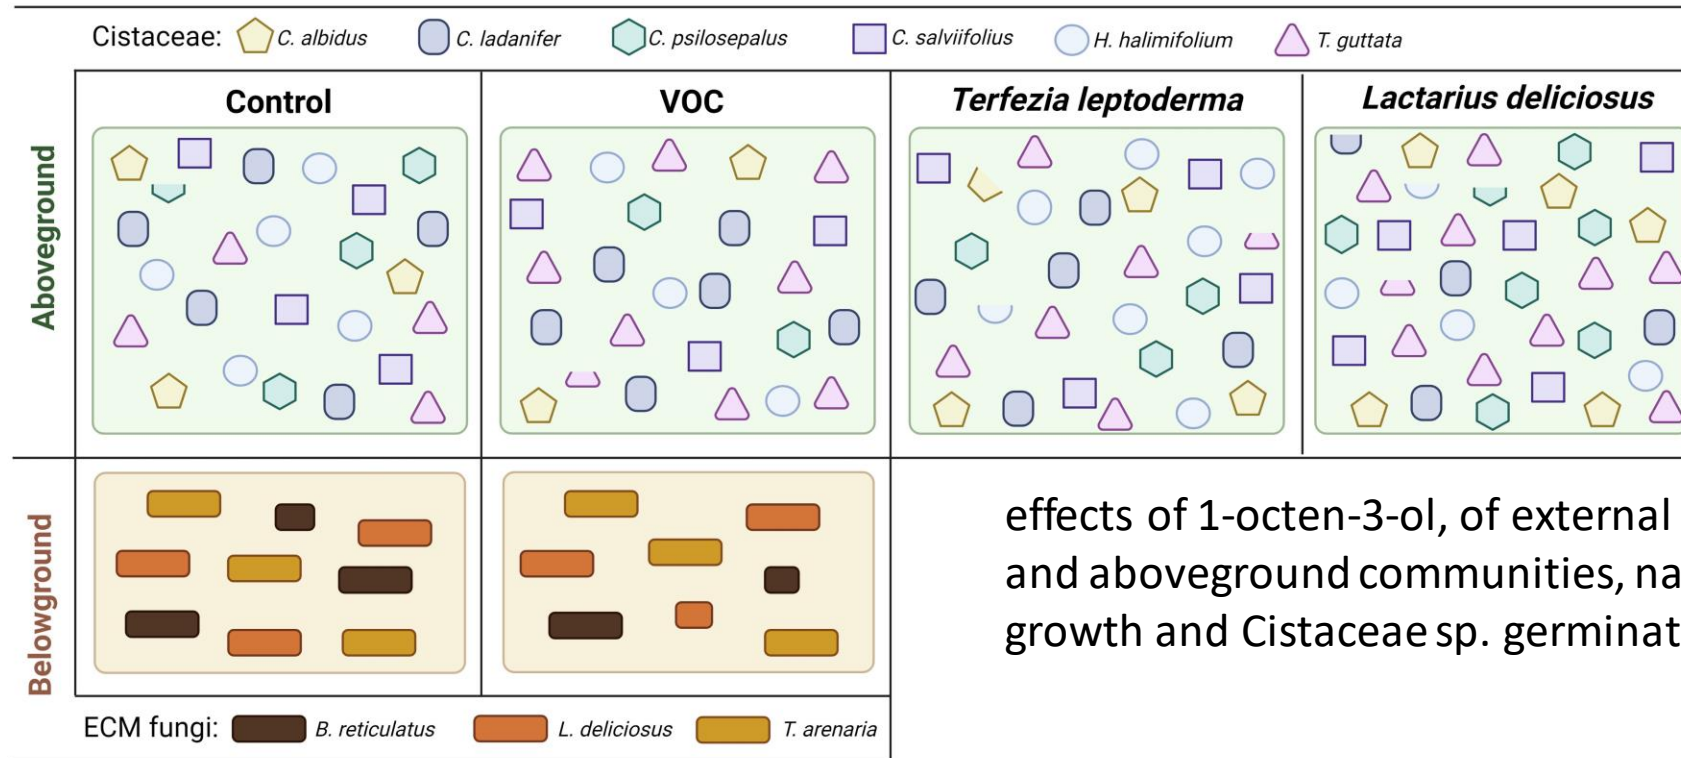 Cistaceae: C. albidus C. ladanifer C. psilosepalus C. salviifolius H. halimifolium T. guttata
Control VOC Terfezia leptoderma Lactarius deliciosus
Aboveground
Belowground
effects of 1-octen-3-ol, of external
and aboveground communities, na
growth and Cistaceae sp. germinat
ECM fungi: B. reticulatus L. deliciosus T. arenaria